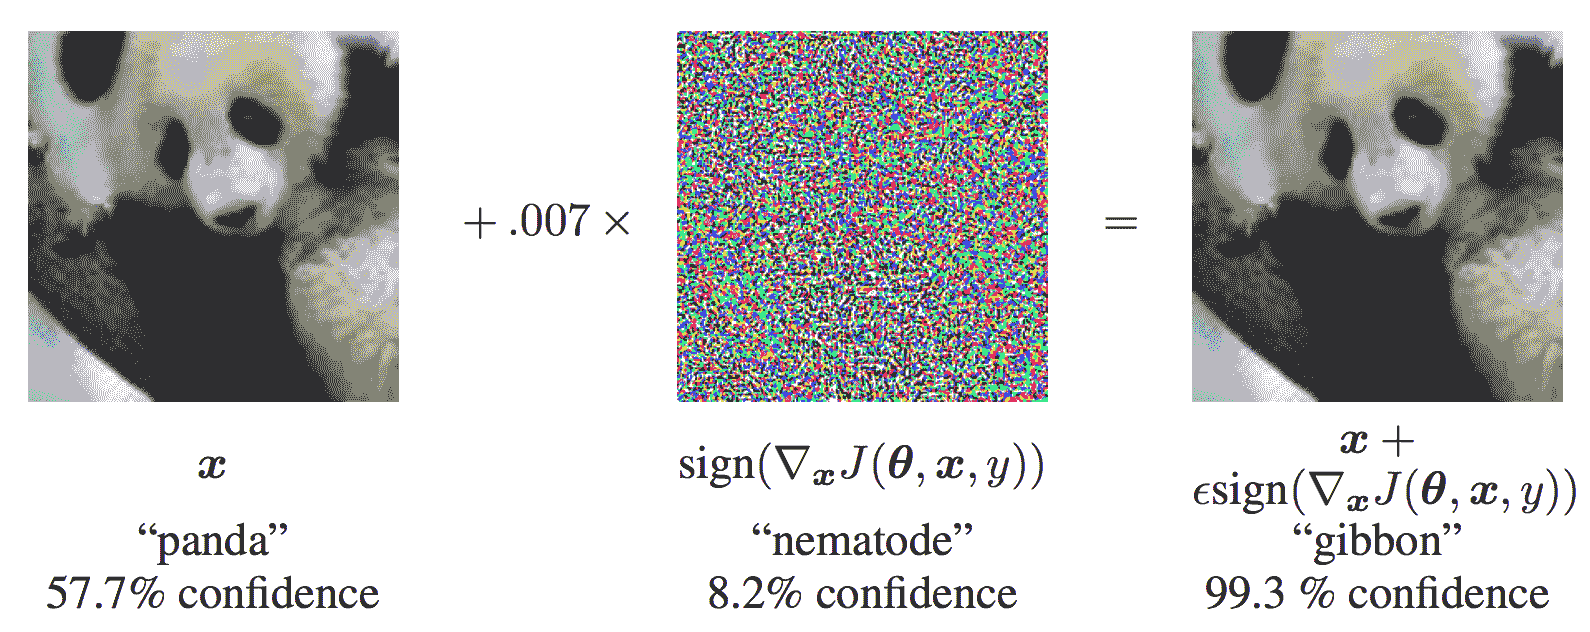 + .007 ×
=
x
sign(∇ₓJ(θ, x, y))
x +
ϵsign(∇ₓJ(θ, x, y))
“panda”
“nematode”
“gibbon”
57.7% confidence
8.2% confidence
99.3 % confidence